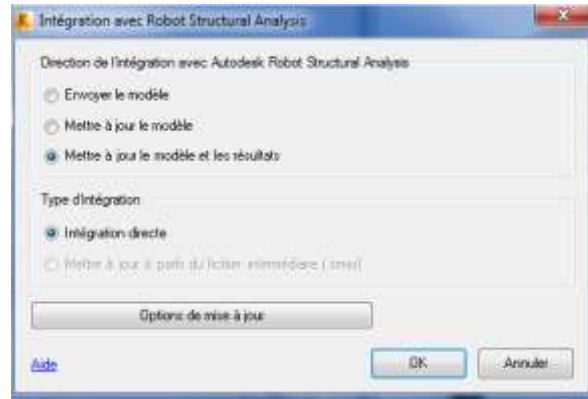 Intégration avec Robot Structural Analysis
Direction de l'intégration avec Autodesk Robot Structural Analysis
Envoyer le modèle
Mettre à jour le modèle
Mettre à jour le modèle et les résultats
Type d'intégration
Intégration directe
Mettre à jour à partir du fichier intermédiaire (.smxx)
Options de mise à jour
Aide
OK
Annuler